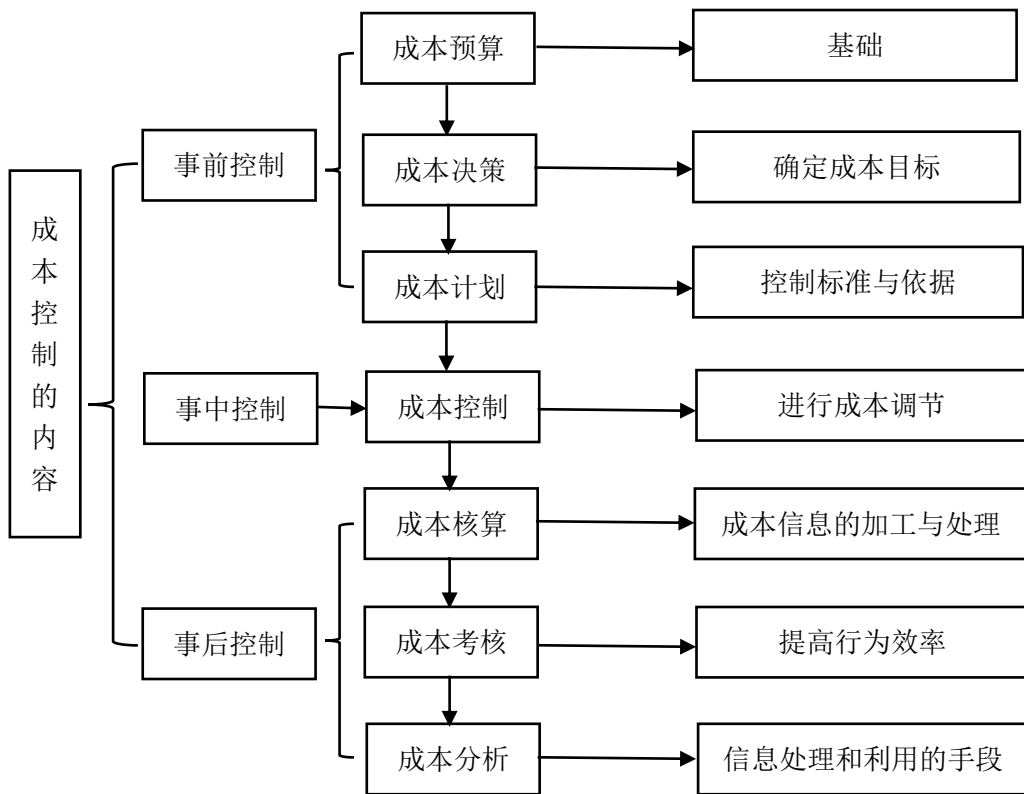 成本控制的内容
事前控制
成本预算
基础
成本决策
确定成本目标
成本计划
控制标准与依据
事中控制
成本控制
进行成本调节
事后控制
成本核算
成本信息的加工与处理
成本考核
提高行为效率
成本分析
信息处理和利用的手段